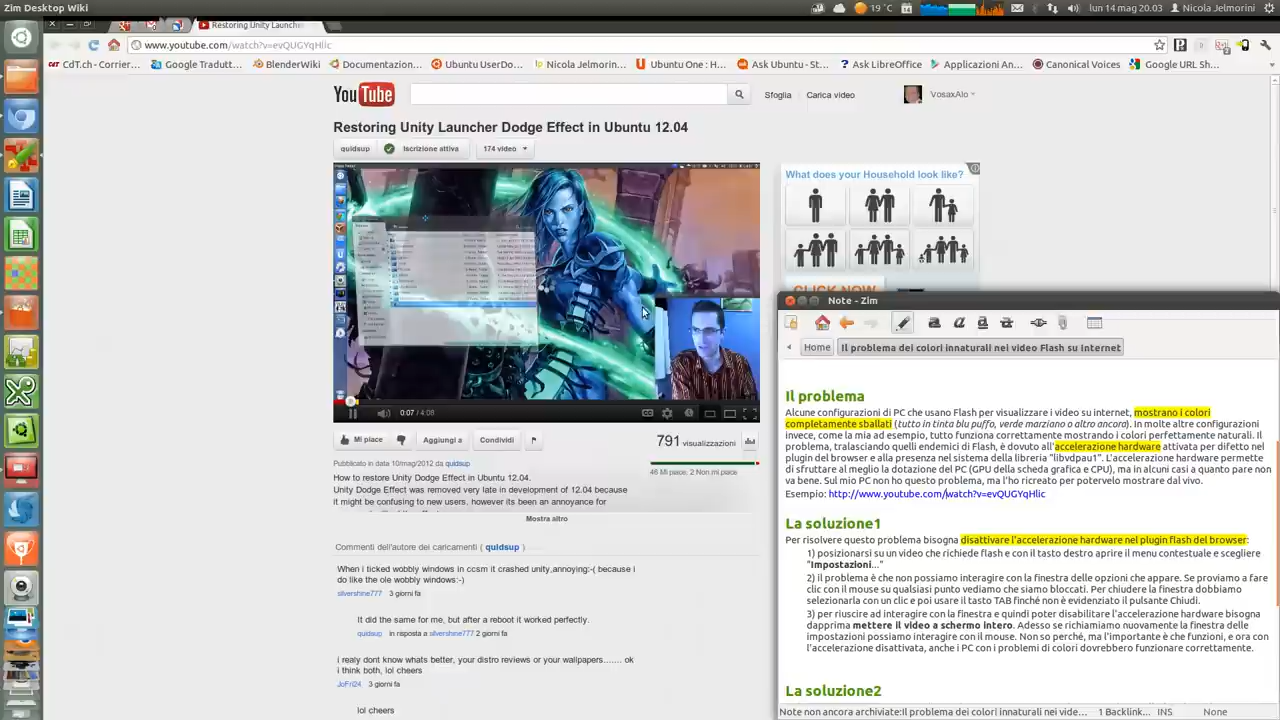 Zim Desktop Wiki
19 °C
lun 14 mag 20.03
Nicola Jelmorini
Restoring Unity Launcher
www.youtube.com/watch?v=evQUGYqHlic
CdT.ch - Corrier...
Google Tradutt...
BlenderWiki
Documentazion...
Ubuntu UserDo...
Nicola Jelmorin...
Ubuntu One : H...
Ask Ubuntu - St...
Ask LibreOffice
Applicazioni An...
Canonical Voices
Google URL Sh...
YouTube
Sfoglia
Carica video
VosaxAlo
Restoring Unity Launcher Dodge Effect in Ubuntu 12.04
quidsup
Iscrizione attiva
174 video
What does your Household look like?
0:07 / 4:08
Mi piace
Aggiungi a
Condividi
791 visualizzazioni
Pubblicato in data 10/mag/2012 da quidsup
46 Mi piace, 2 Non mi piace
How to restore Unity Dodge Effect in Ubuntu 12.04.
Unity Dodge Effect was removed very late in development of 12.04 because
it might be confusing to new users, however its been an annoyance for
Mostra altro
Commenti dell'autore dei caricamenti ( quidsup )
When i ticked wobbly windows in ccsm it crashed unity,annoying:-( because i
do like the ole wobbly windows:-)
silvershine777 3 giorni fa
It did the same for me, but after a reboot it worked perfectly.
quidsup in risposta a silvershine777 2 giorni fa
i realy dont know whats better, your distro reviews or your wallpapers....... ok
i think both, lol cheers
JoFri24 3 giorni fa
lol cheers
Note - Zim
Home
Il problema dei colori innaturali nei video Flash su internet
Il problema
Alcune configurazioni di PC che usano Flash per visualizzare i video su internet, mostrano i colori
completamente sballati (tutto in tinta blu puffo, verde marziano o altro ancora). In molte altre configurazioni
invece, come la mia ad esempio, tutto funziona correttamente mostrando i colori perfettamente naturali. Il
problema, tralasciando quelli endemici di Flash, è dovuto all'accelerazione hardware attivata per difetto nel
plugin del browser e alla presenza nel sistema della libreria "libvdpau1". L'accelerazione hardware permette
di sfruttare al meglio la dotazione del PC (GPU della scheda grafica e CPU), ma in alcuni casi a quanto pare non
va bene. Sul mio PC non ho questo problema, ma l'ho ricreato per potervelo mostrare dal vivo.
Esempio: http://www.youtube.com/watch?v=evQUGYqHlic
La soluzione1
Per risolvere questo problema bisogna disattivare l'accelerazione hardware nel plugin flash del browser:
1) posizionarsi su un video che richiede flash e con il tasto destro aprire il menu contestuale e scegliere
"Impostazioni..."
2) il problema è che non possiamo interagire con la finestra delle opzioni che appare. Se proviamo a fare
clic con il mouse su qualsiasi punto vediamo che siamo bloccati. Per chiudere la finestra dobbiamo
selezionarla con un clic e poi usare il tasto TAB finché non è evidenziato il pulsante Chiudi.
3) per riuscire ad interagire con la finestra e quindi poter disabilitare l'accelerazione hardware bisogna
dapprima mettere il video a schermo intero. Adesso se richiamiamo nuovamente la finestra delle
impostazioni possiamo interagire con il mouse. Non so perché, ma l'importante è che funzioni, e ora con
l'accelerazione disattivata, anche i PC con i problemi di colori dovrebbero funzionare correttamente.
La soluzione2
Note non ancora archiviate:Il problema dei colori innaturali nei vide...
1 Backlink...
INS
None